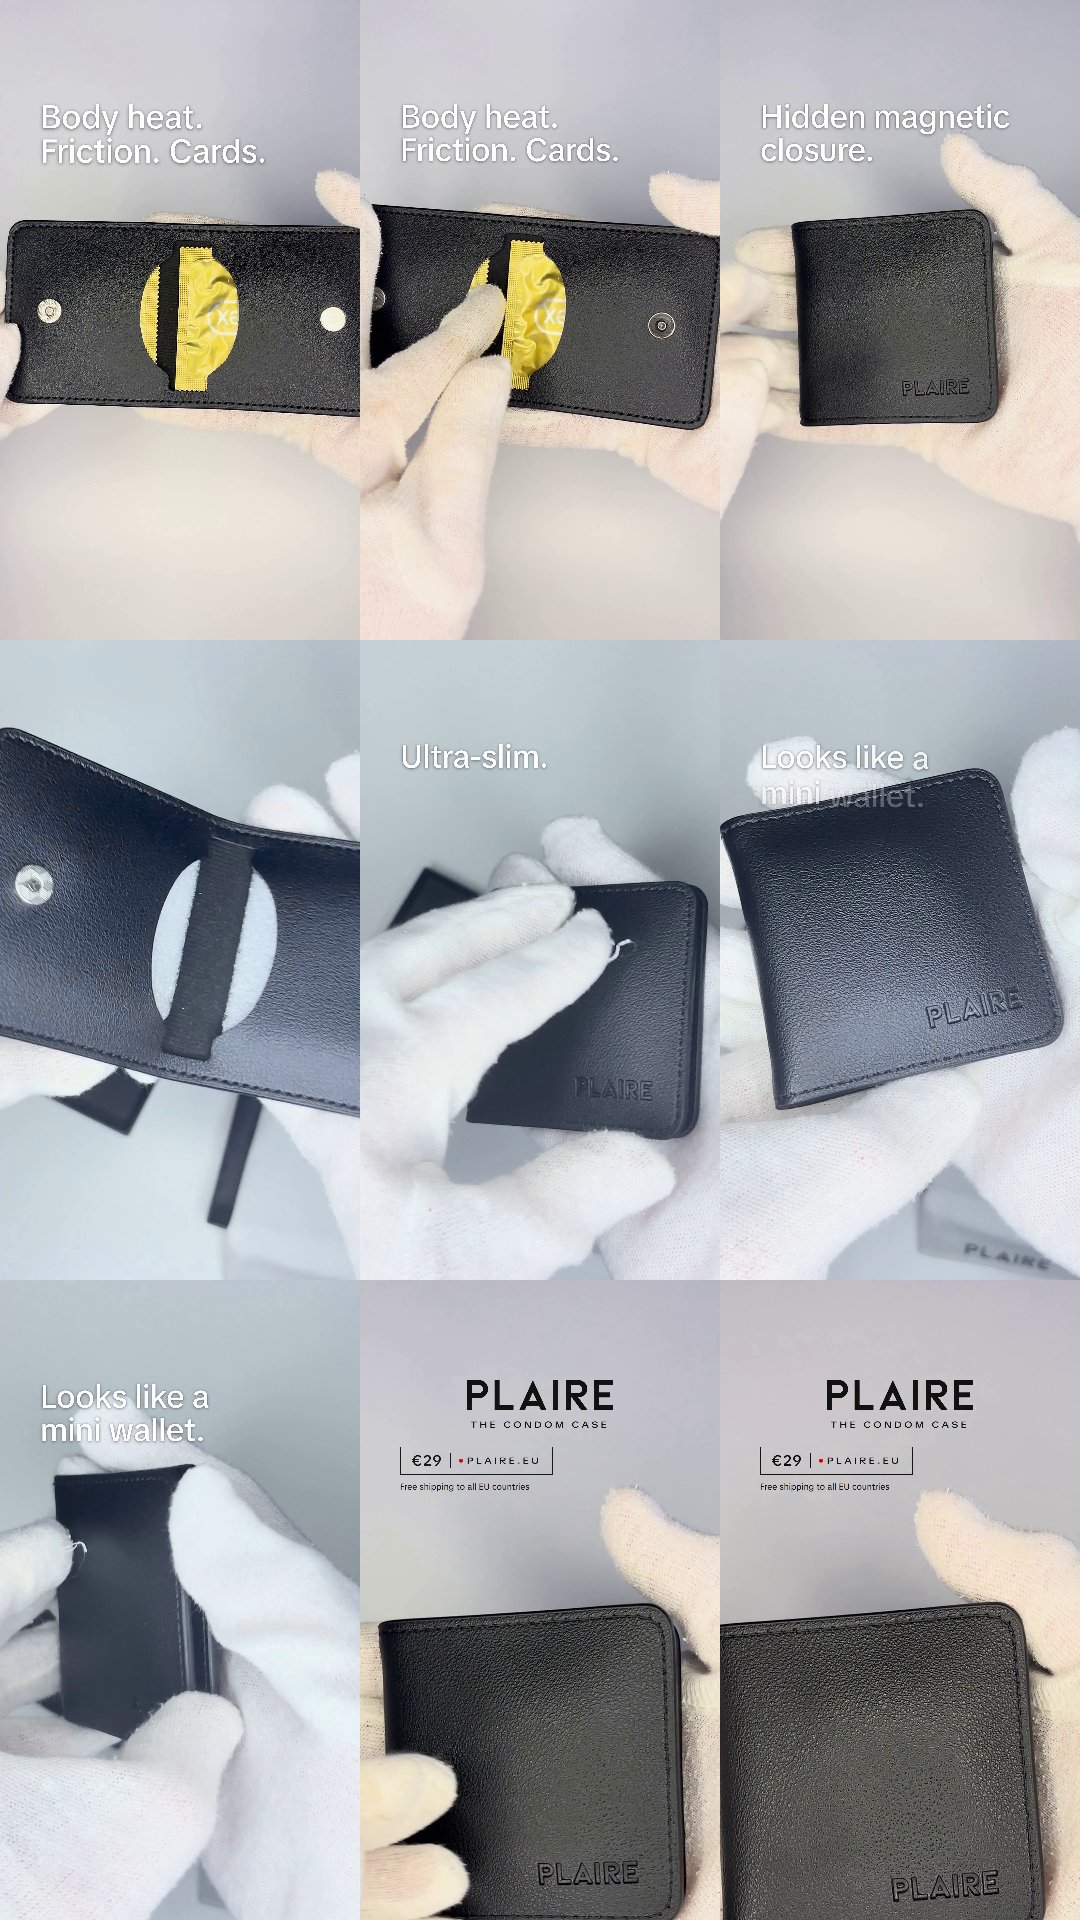 Body heat.
Friction. Cards.
Body heat.
Friction. Cards.
Hidden magnetic
closure.
PLAIRE
Ultra-slim.
PLAIRE
Looks like a
mini wallet.
PLAIRE
PLAIRE
Looks like a
mini wallet.
PLAIRE
THE CONDOM CASE
€29 | •PLAIRE.EU
Free shipping to all EU countries
PLAIRE
PLAIRE
THE CONDOM CASE
€29 | •PLAIRE.EU
Free shipping to all EU countries
PLAIRE